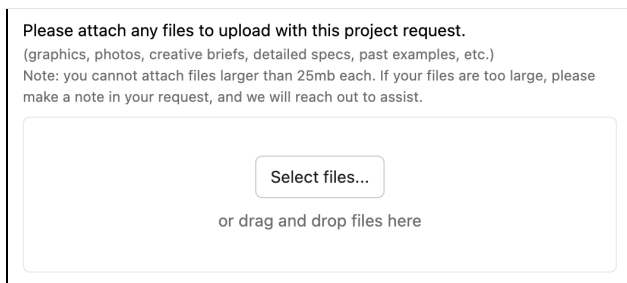 Please attach any files to upload with this project request.
(graphics, photos, creative briefs, detailed specs, past examples, etc.)
Note: you cannot attach files larger than 25mb each. If your files are too large, please
make a note in your request, and we will reach out to assist.
Select files...
or drag and drop files here